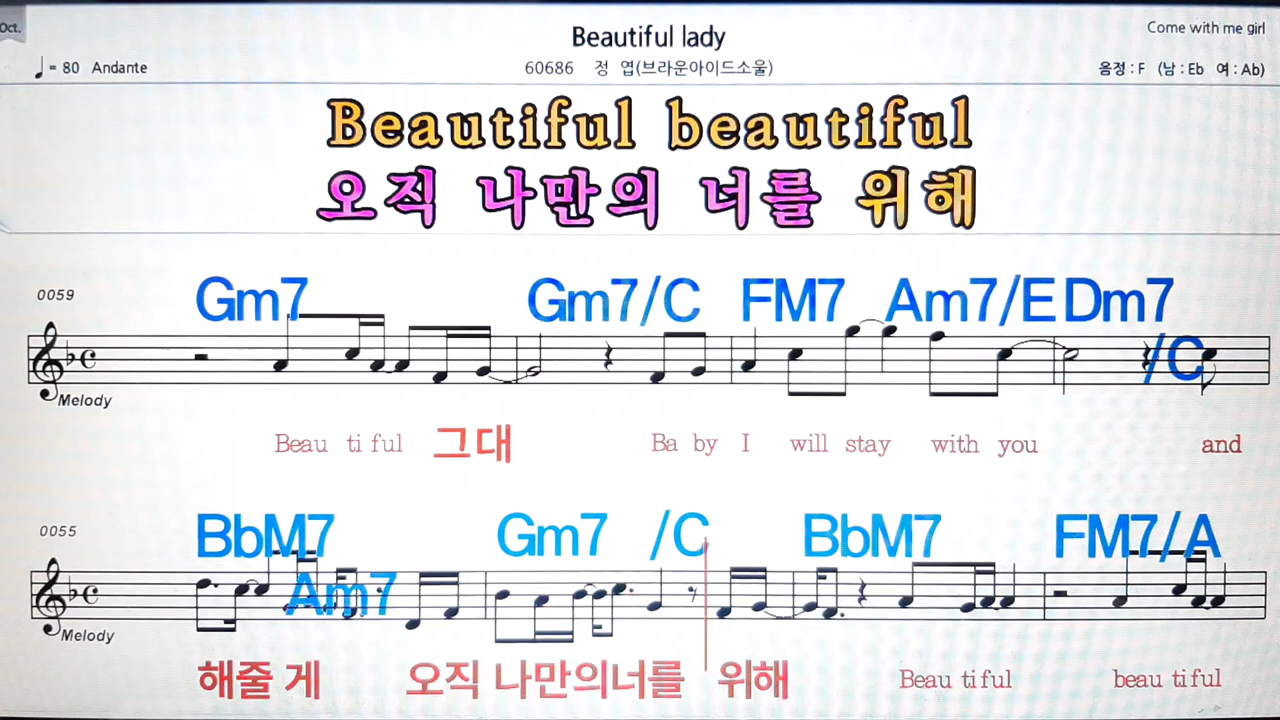 Oct.
Beautiful lady
Come with me girl
= 80 Andante
60686 정 엽(브라운아이드소울)
음정 : F (남 : Eb 여 : Ab)
Beautiful beautiful
오직 나만의 너를 위해
0059
Gm7 Gm7/C FM7 Am7/E Dm7
/C
Melody
Beau ti ful 그대 Ba by I will stay with you and
0055
BbM7 Gm7 /C BbM7 FM7/A
Am7
Melody
해줄 게 오직 나만의너를 위해 Beau ti ful beau ti ful